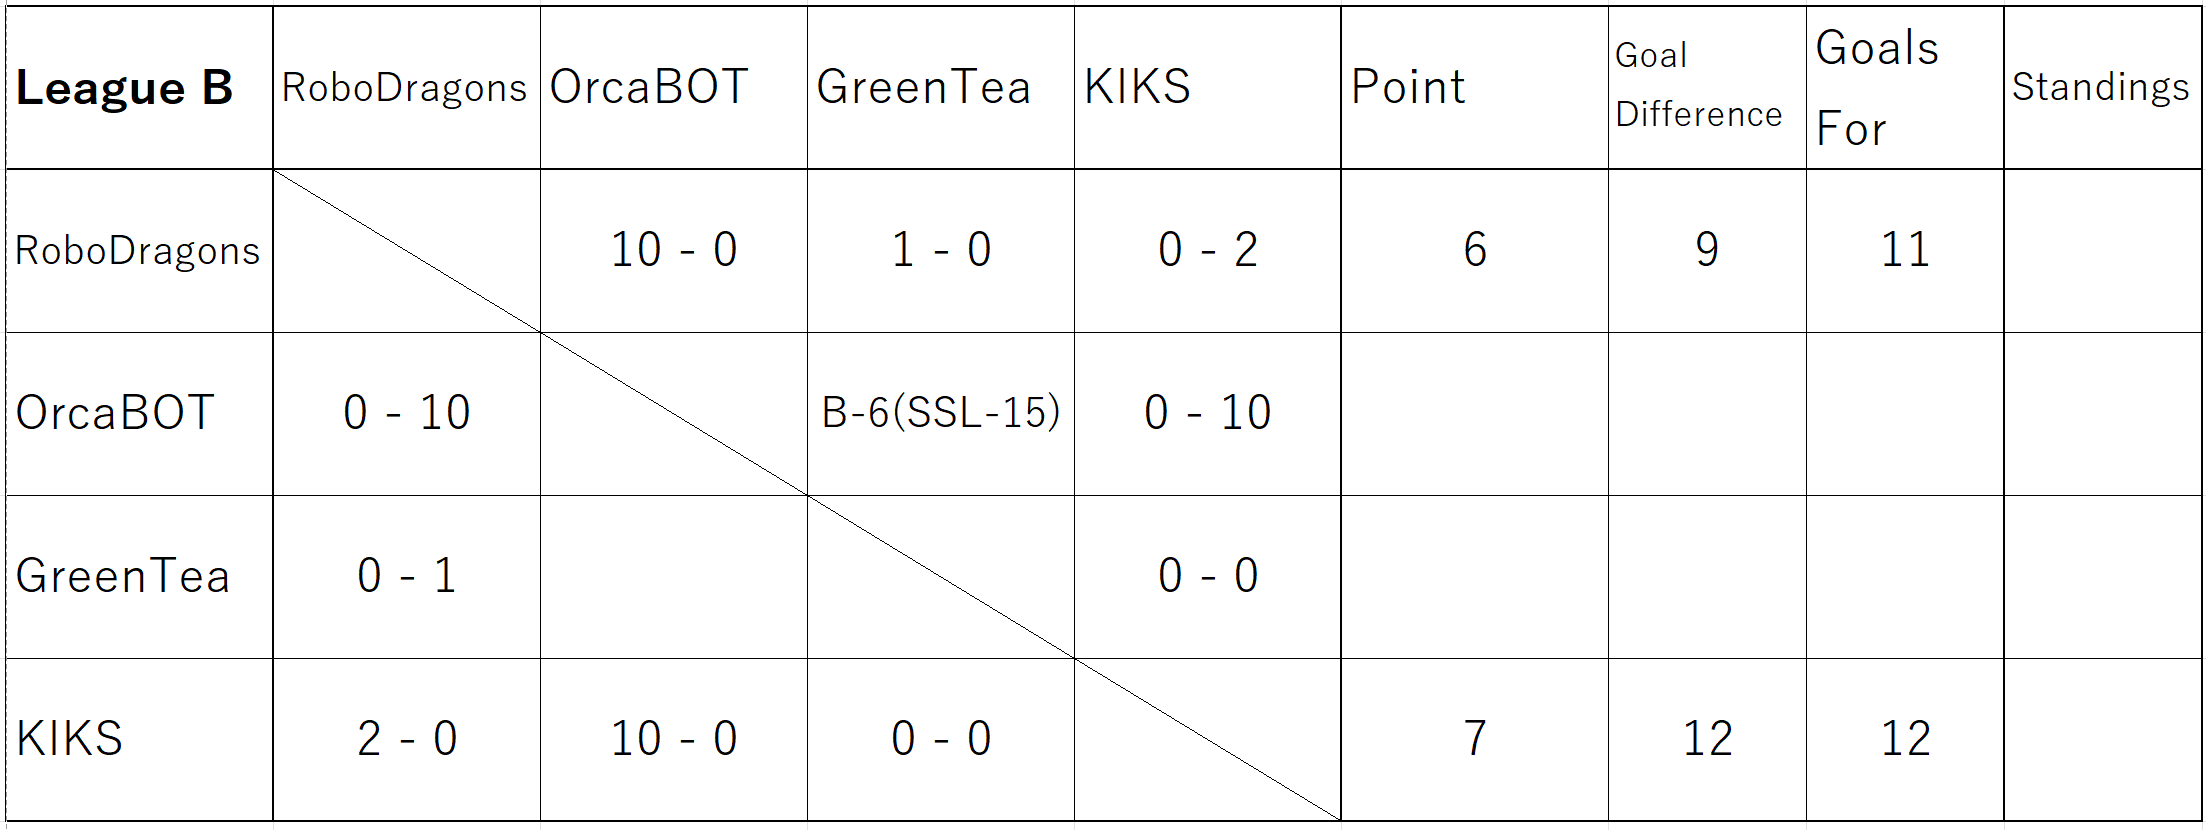 League B RoboDragons OrcaBOT GreenTea KIKS Point Goal Difference Goals For Standings
RoboDragons 10 - 0 1 - 0 0 - 2 6 9 11
OrcaBOT 0 - 10 B-6(SSL-15) 0 - 10
GreenTea 0 - 1 0 - 0
KIKS 2 - 0 10 - 0 0 - 0 7 12 12